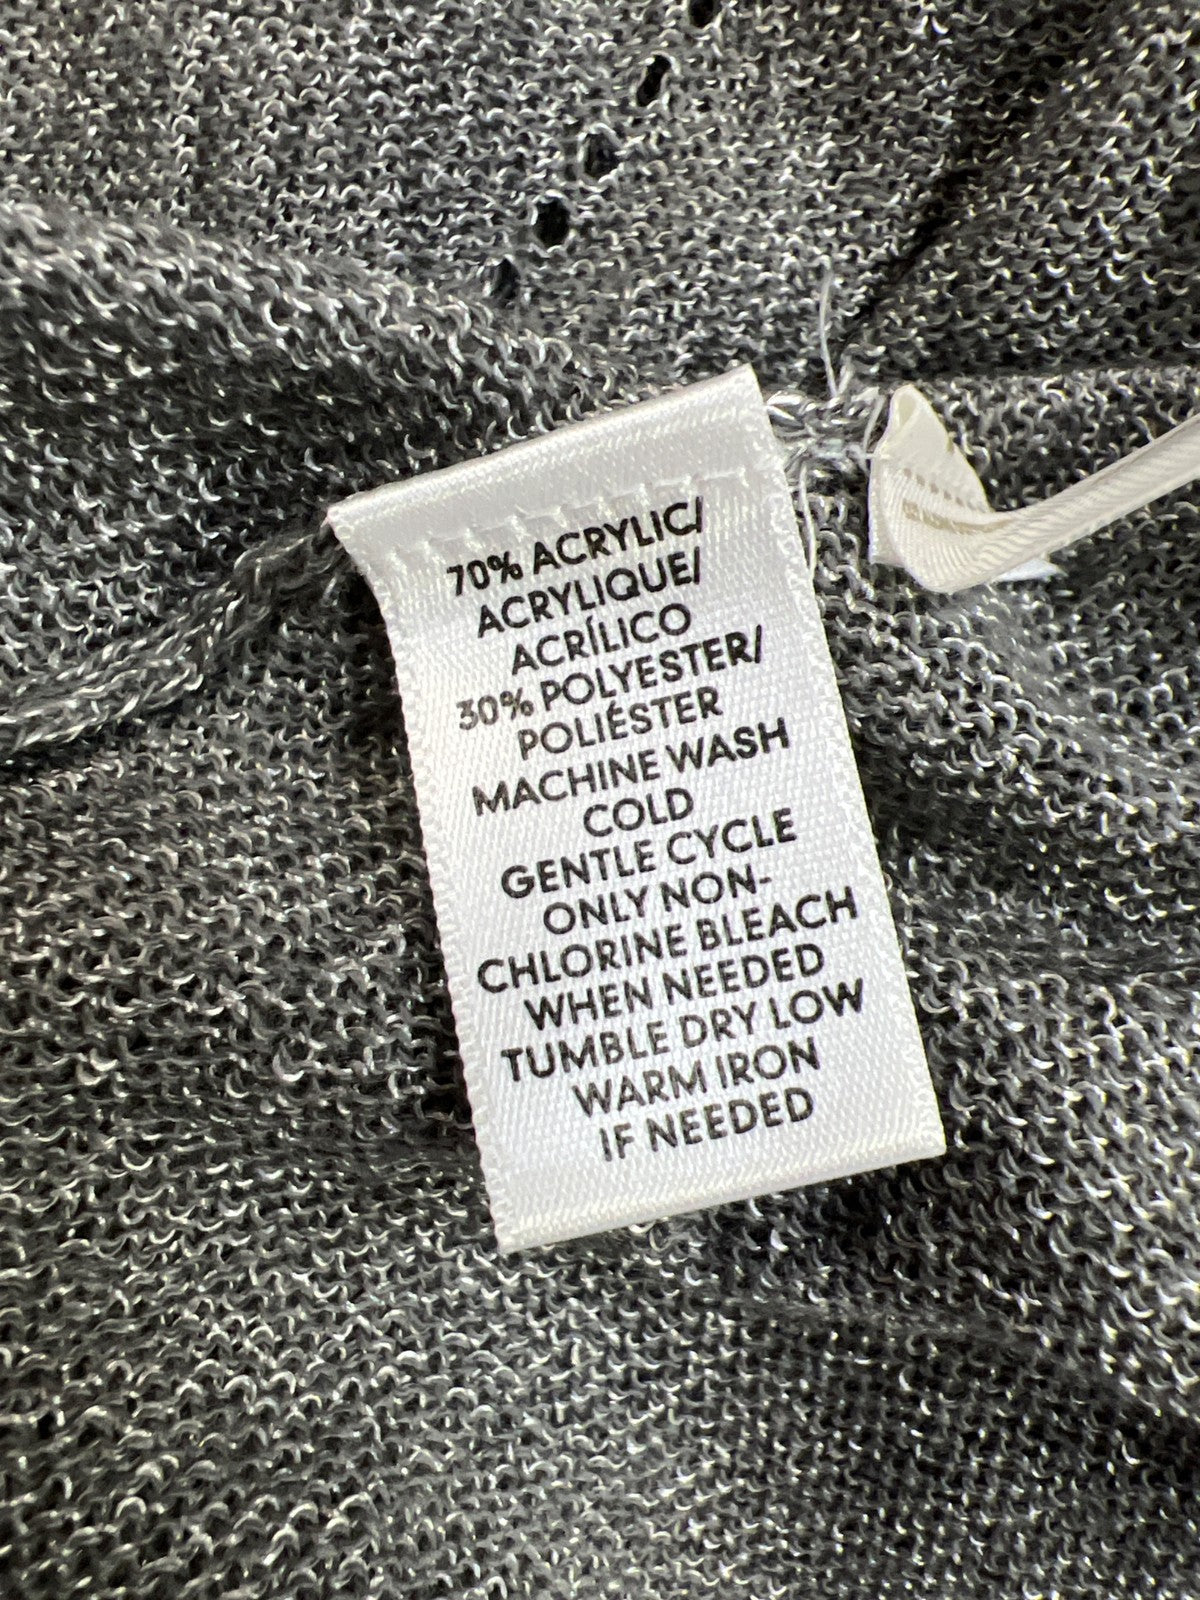 70% ACRYLIC/
ACRYLIQUE/
ACRÍLICO
30% POLYESTER/
POLIÉSTER
MACHINE WASH
COLD
GENTLE CYCLE
ONLY NON-
CHLORINE BLEACH
WHEN NEEDED
TUMBLE DRY LOW
WARM IRON
IF NEEDED